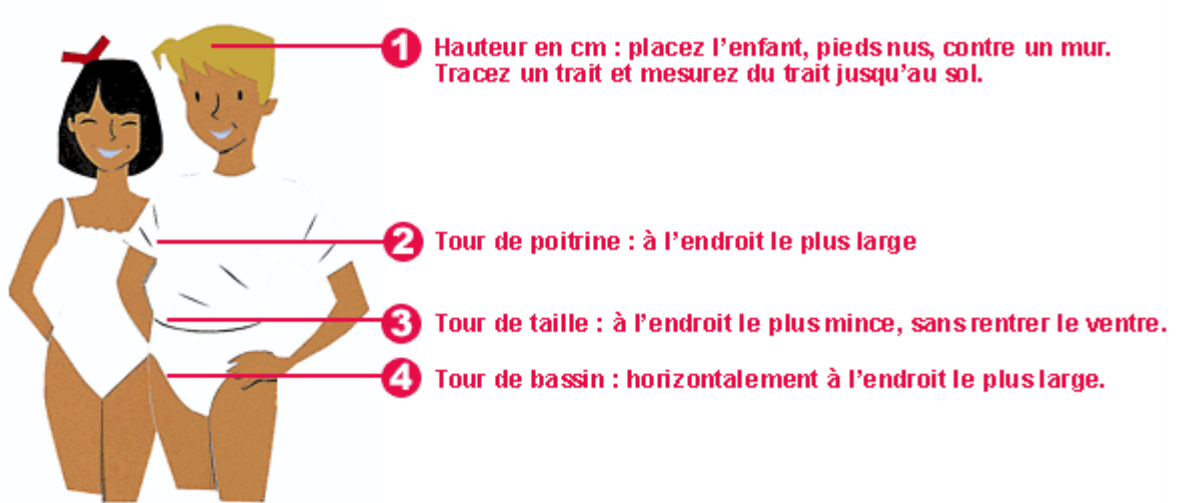 1 Hauteur en cm : placez l'enfant, pieds nus, contre un mur.
Tracez un trait et mesurez du trait jusqu'au sol.
2 Tour de poitrine : à l'endroit le plus large
3 Tour de taille : à l'endroit le plus mince, sans rentrer le ventre.
4 Tour de bassin : horizontalement à l'endroit le plus large.